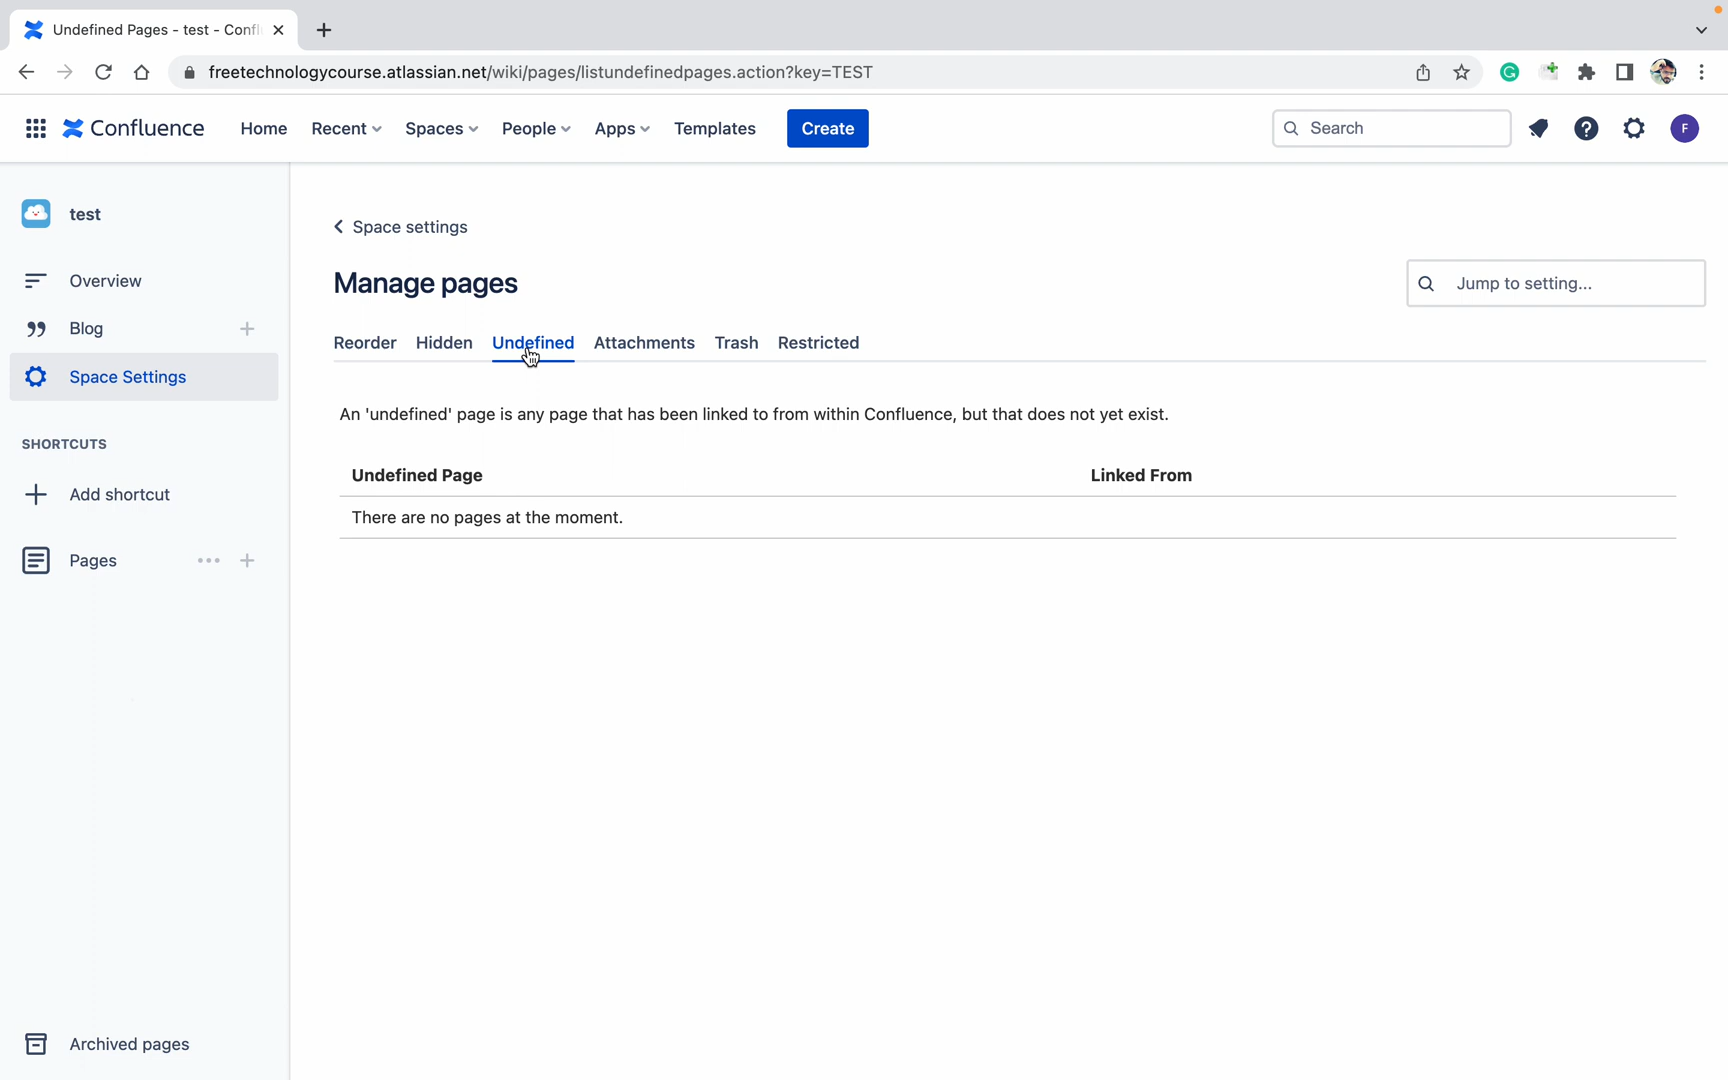 Undefined Pages - test - Confl
freetechnologycourse.atlassian.net/wiki/pages/listundefinedpages.action?key=TEST
Confluence Home Recent Spaces People Apps Templates Create Search F
test
Overview
Blog
Space Settings
SHORTCUTS
Add shortcut
Pages
Archived pages
Space settings
Manage pages
Jump to setting...
Reorder Hidden Undefined Attachments Trash Restricted
An 'undefined' page is any page that has been linked to from within Confluence, but that does not yet exist.
Undefined Page Linked From
There are no pages at the moment.